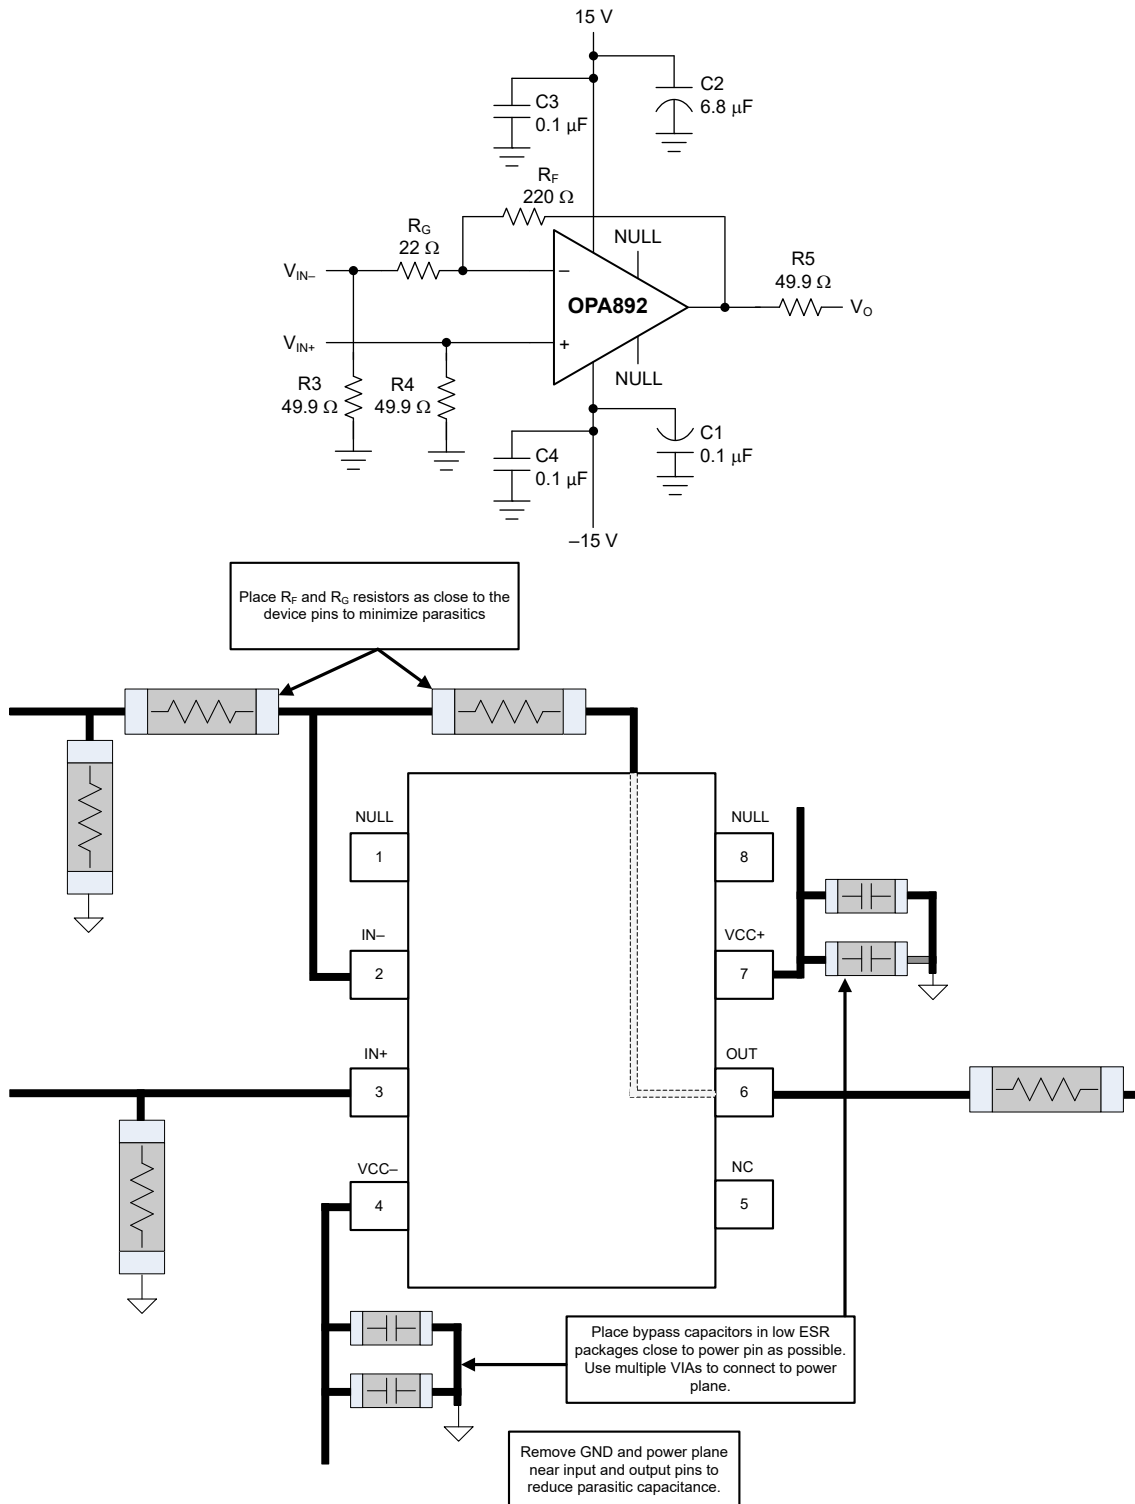 15 V
C3
0.1 μF
C2
6.8 μF
RF
220 Ω
RG
22 Ω
NULL
VIN–
–
OPA892
R5
49.9 Ω
VO
VIN+
+
NULL
R3
49.9 Ω
R4
49.9 Ω
C4
0.1 μF
C1
0.1 μF
–15 V
Place RF and RG resistors as close to the
device pins to minimize parasitics
NULL
1
NULL
8
IN–
2
VCC+
7
IN+
3
OUT
6
VCC–
4
NC
5
Place bypass capacitors in low ESR
packages close to power pin as possible.
Use multiple VIAs to connect to power
plane.
Remove GND and power plane
near input and output pins to
reduce parasitic capacitance.